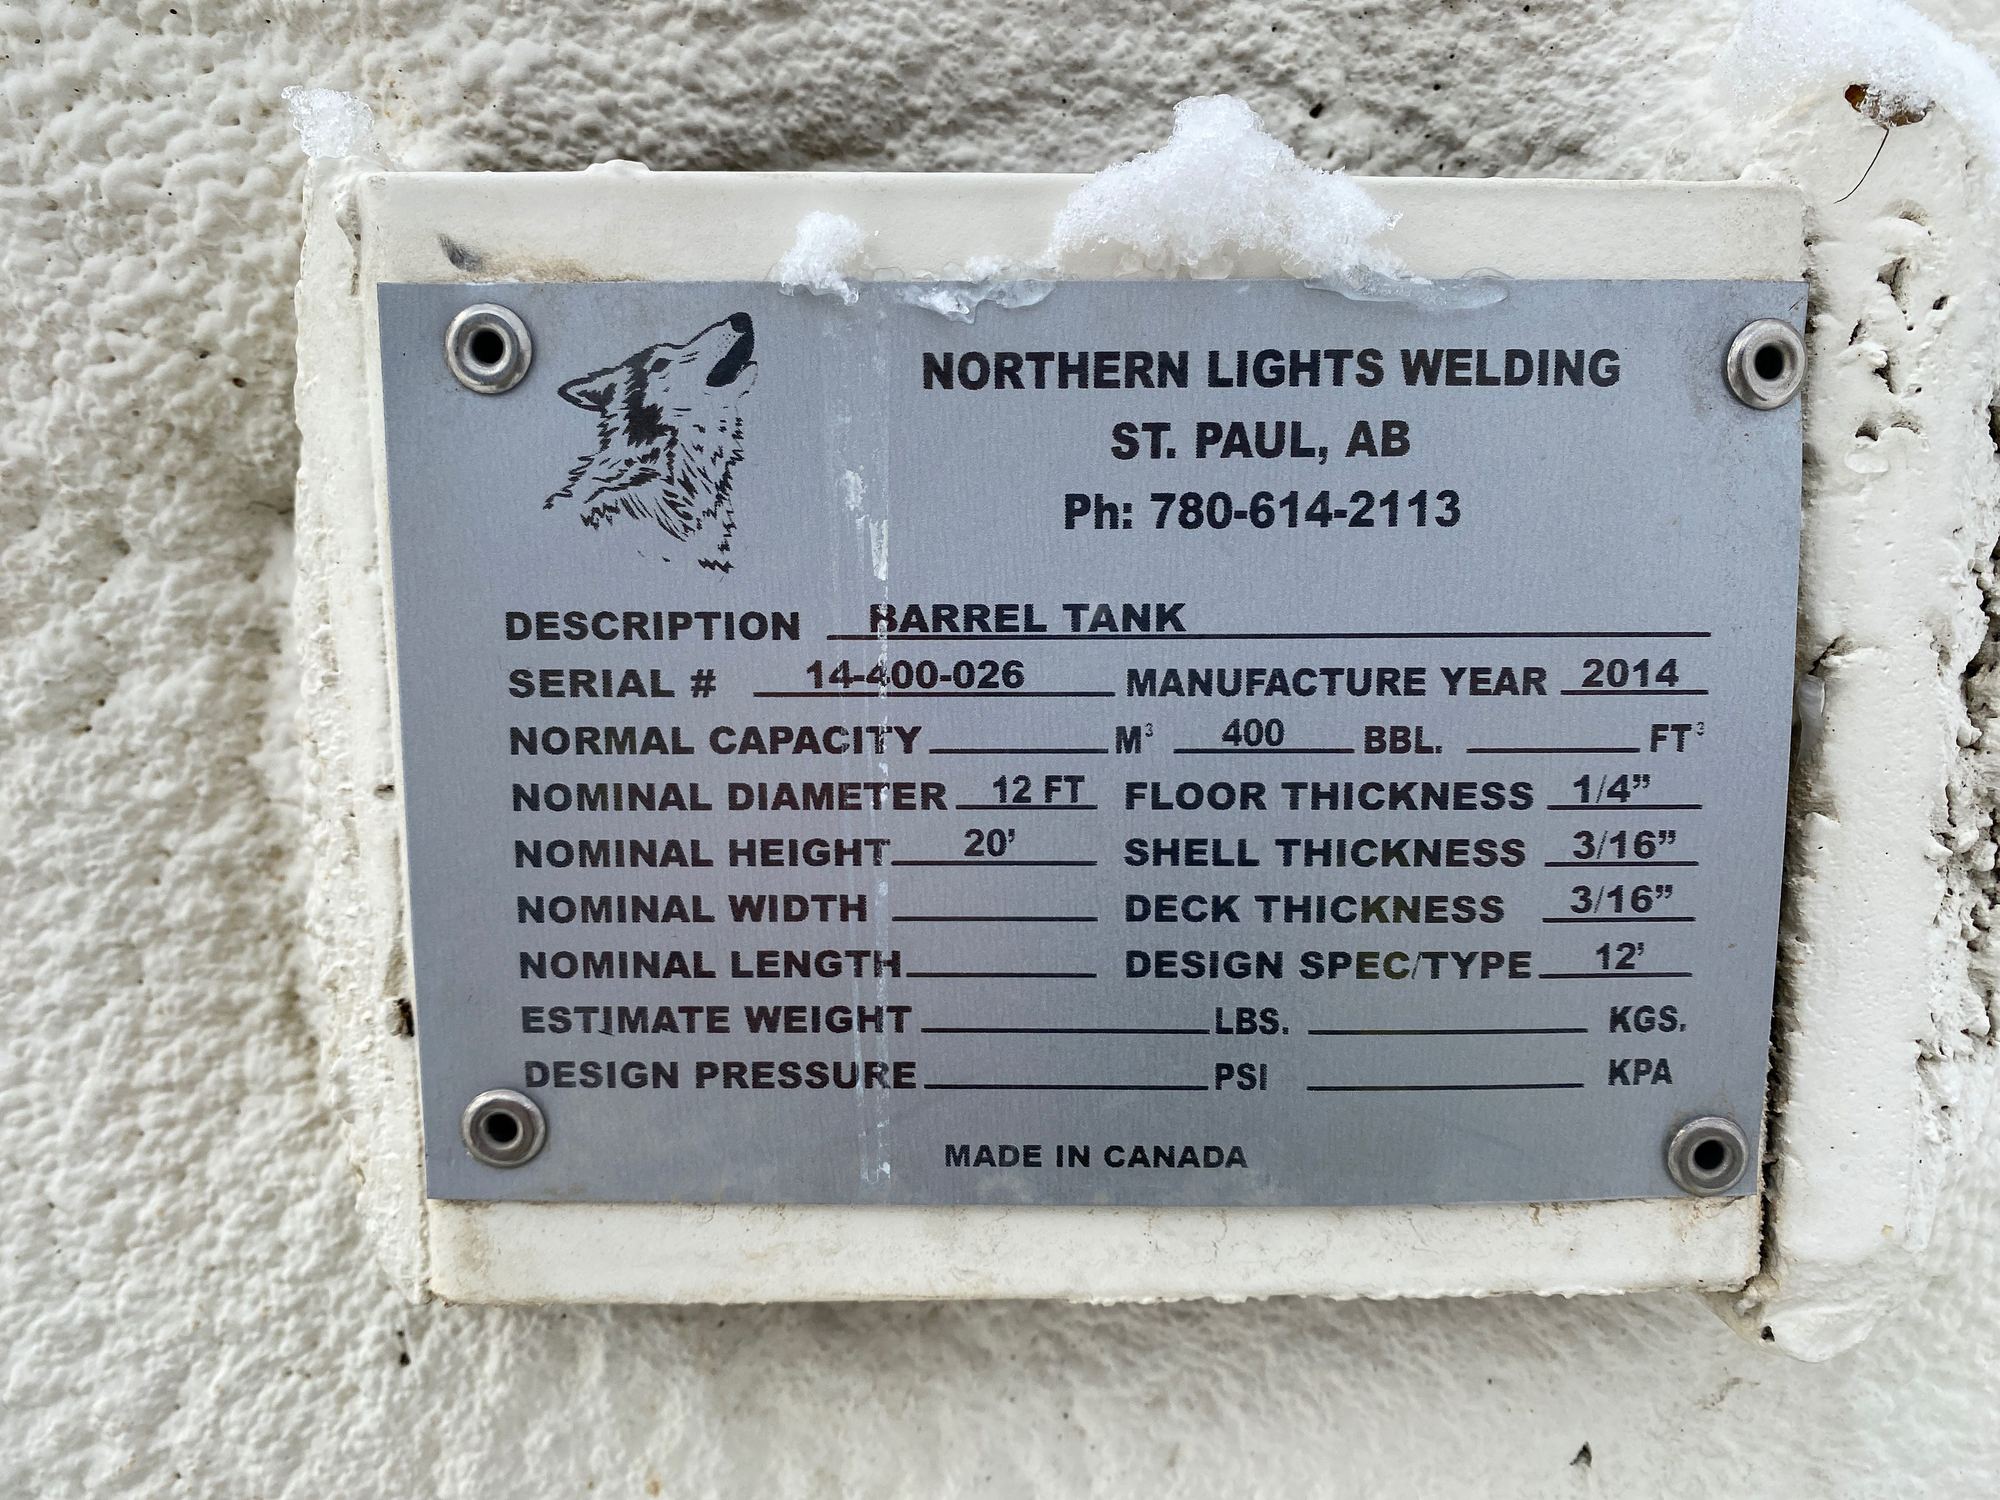 NORTHERN LIGHTS WELDING
ST. PAUL, AB
Ph: 780-614-2113
DESCRIPTION BARREL TANK
SERIAL # 14-400-026 MANUFACTURE YEAR 2014
NORMAL CAPACITY M³ 400 BBL. FT³
NOMINAL DIAMETER 12 FT FLOOR THICKNESS 1/4”
NOMINAL HEIGHT 20’ SHELL THICKNESS 3/16”
NOMINAL WIDTH DECK THICKNESS 3/16”
NOMINAL LENGTH DESIGN SPEC/TYPE 12’
ESTIMATE WEIGHT LBS. KGS.
DESIGN PRESSURE PSI KPA
MADE IN CANADA